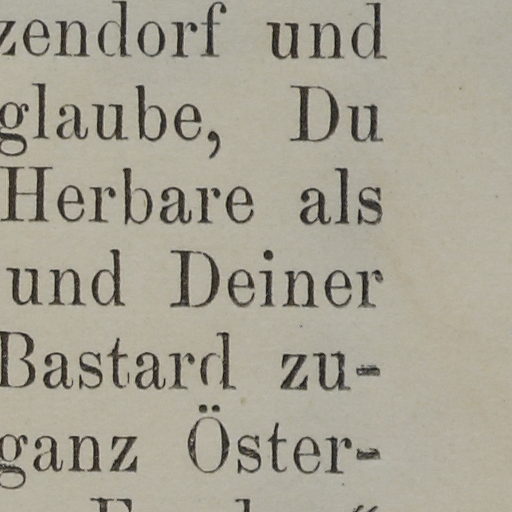 zendorf und
glaube, Du
Herbare als
und Deiner
Bastard zu-
ganz Öster-